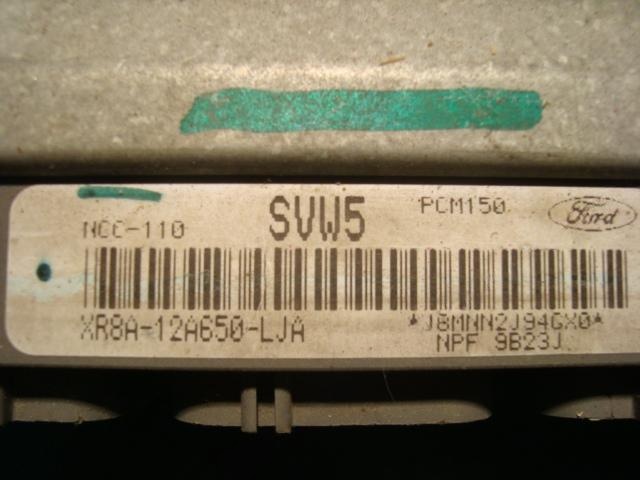 NCC-110 SVW5 PCM150 Ford
XR8A-12A650-LJA *J8MNN2J94GX0*
NPF 9B23J